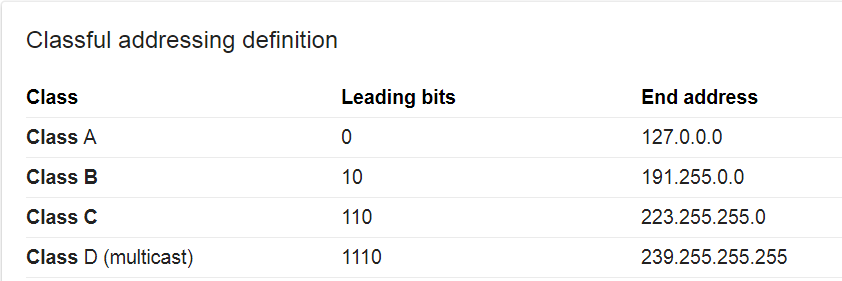 Classful addressing definition
Class Leading bits End address
Class A 0 127.0.0.0
Class B 10 191.255.0.0
Class C 110 223.255.255.0
Class D (multicast) 1110 239.255.255.255